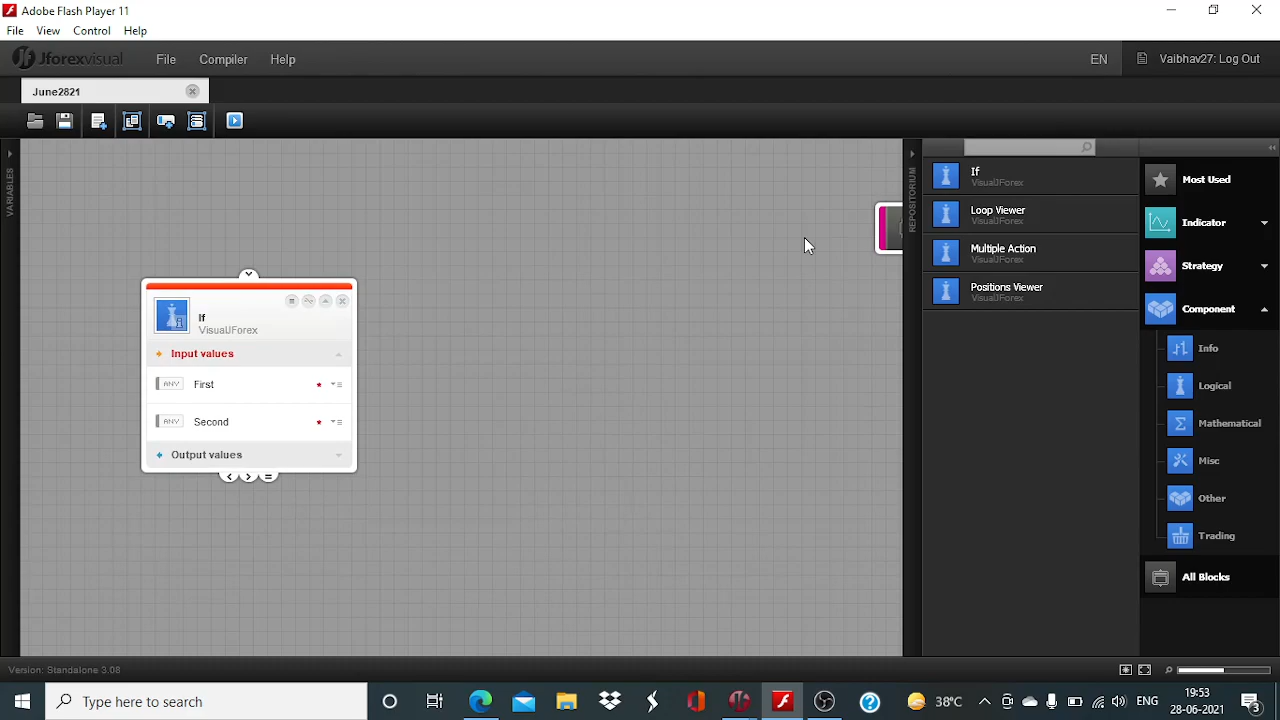 Adobe Flash Player 11
File View Control Help
Jforexvisual File Compiler Help EN Vaibhav27: Log Out
June2821
VARIABLES
REPOSITORIUM
If
VisualJForex
Loop Viewer
VisualJForex
Multiple Action
VisualJForex
Positions Viewer
VisualJForex
Most Used
Indicator
Strategy
Component
Info
Logical
Mathematical
Misc
Other
Trading
All Blocks
If
VisualJForex
Input values
ANY First
ANY Second
Output values
Version: Standalone 3.08
Type here to search
38°C
ENG
19:53
28-06-2021
3